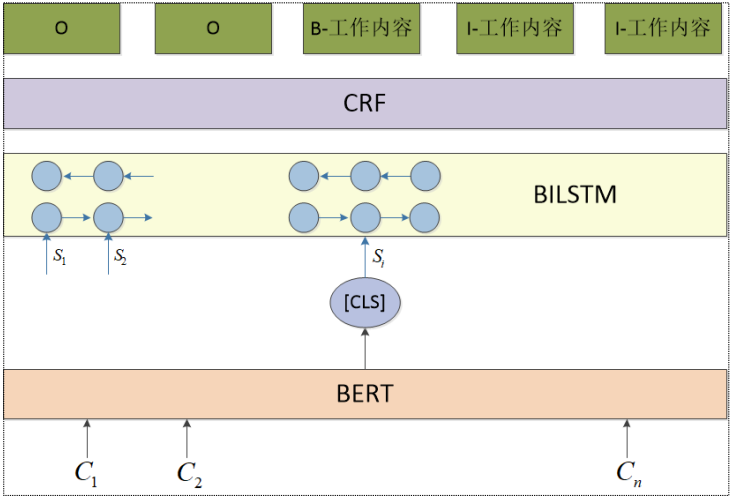 O O B-工作内容 I-工作内容 I-工作内容
CRF
BILSTM
S1 S2 Si
[CLS]
BERT
C1 C2 Cn